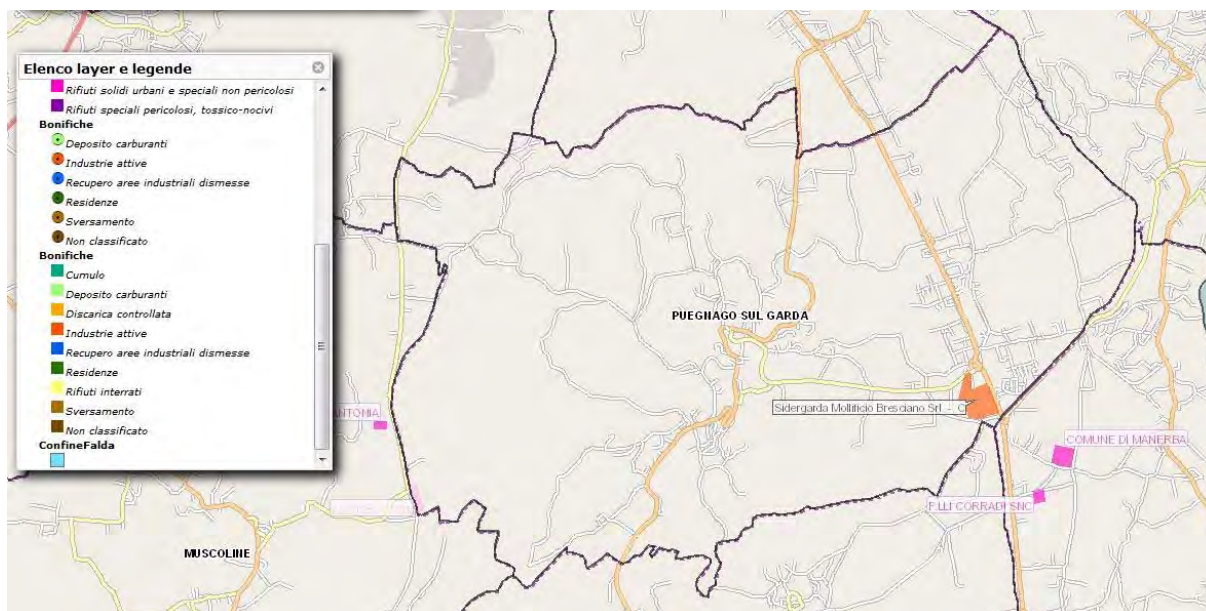 Elenco layer e legende
Rifiuti solidi urbani e speciali non pericolosi
Rifiuti speciali pericolosi, tossico-nocivi
Bonifiche
Deposito carburanti
Industrie attive
Recupero aree industriali dismesse
Residenze
Sversamento
Non classificato
Bonifiche
Cumulo
Deposito carburanti
Discarica controllata
Industrie attive
Recupero aree industriali dismesse
Residenze
Rifiuti interrati
Sversamento
Non classificato
ConfineFalda
PUEGNAGO SUL GARDA
Sidergarda Mollificio Bresciano Srl - C
ANTONIA
COMUNE DI MANERBA
F.LLI CORRADI SNC
MUSCOLINE